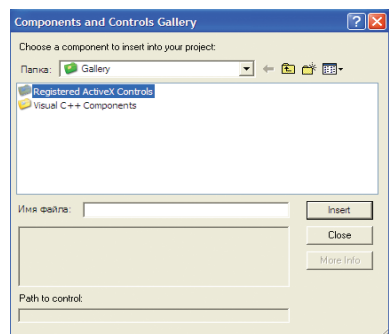 Components and Controls Gallery
Choose a component to insert into your project:
Папка: Gallery
Registered ActiveX Controls
Visual C++ Components
Имя файла:
Insert
Close
More Info
Path to control: